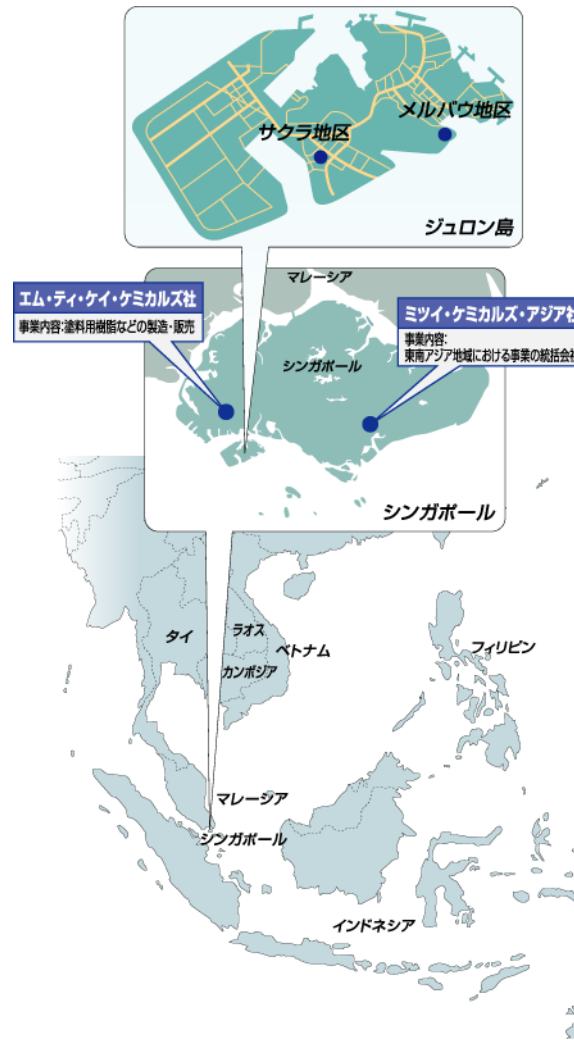 サクラ地区
メルバウ地区
ジュロン島
マレーシア
エム・ティ・ケイ・ケミカルズ社
事業内容:塗料用樹脂などの製造・販売
ミツイ・ケミカルズ・アジア社
事業内容:
東南アジア地域における事業の統括会社
シンガポール
シンガポール
タイ
ラオス
ベトナム
カンボジア
フィリピン
マレーシア
シンガポール
インドネシア